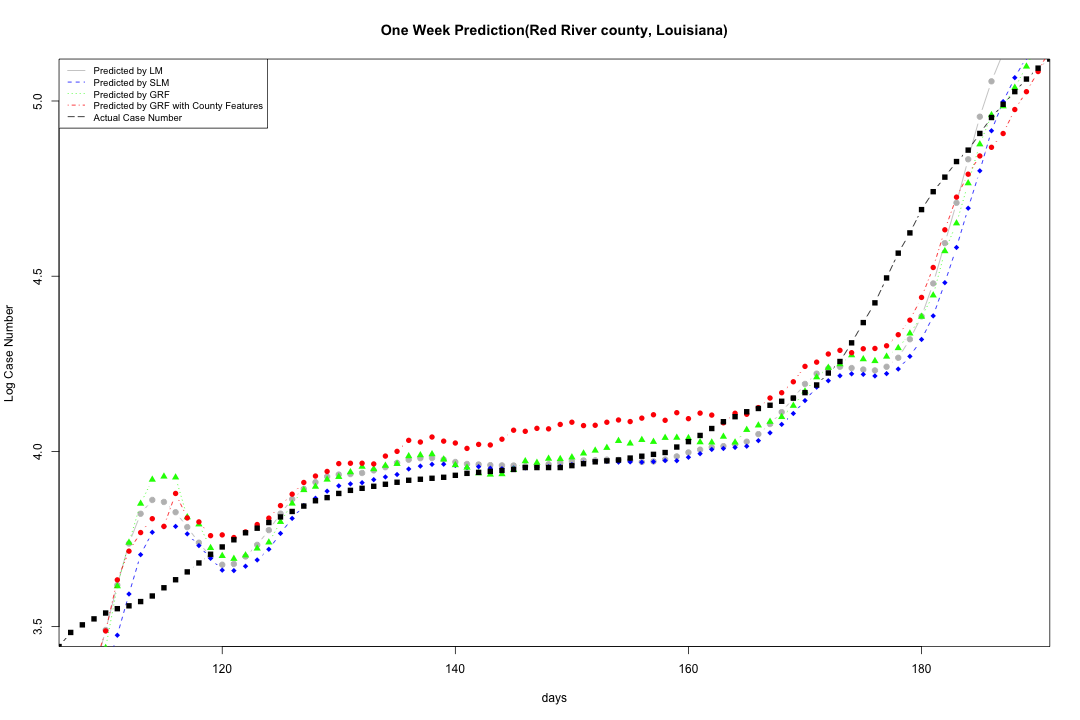 One Week Prediction(Red River county, Louisiana)
Predicted by LM
Predicted by SLM
Predicted by GRF
Predicted by GRF with County Features
Actual Case Number
5.0
4.5
4.0
3.5
Log Case Number
120 140 160 180
days